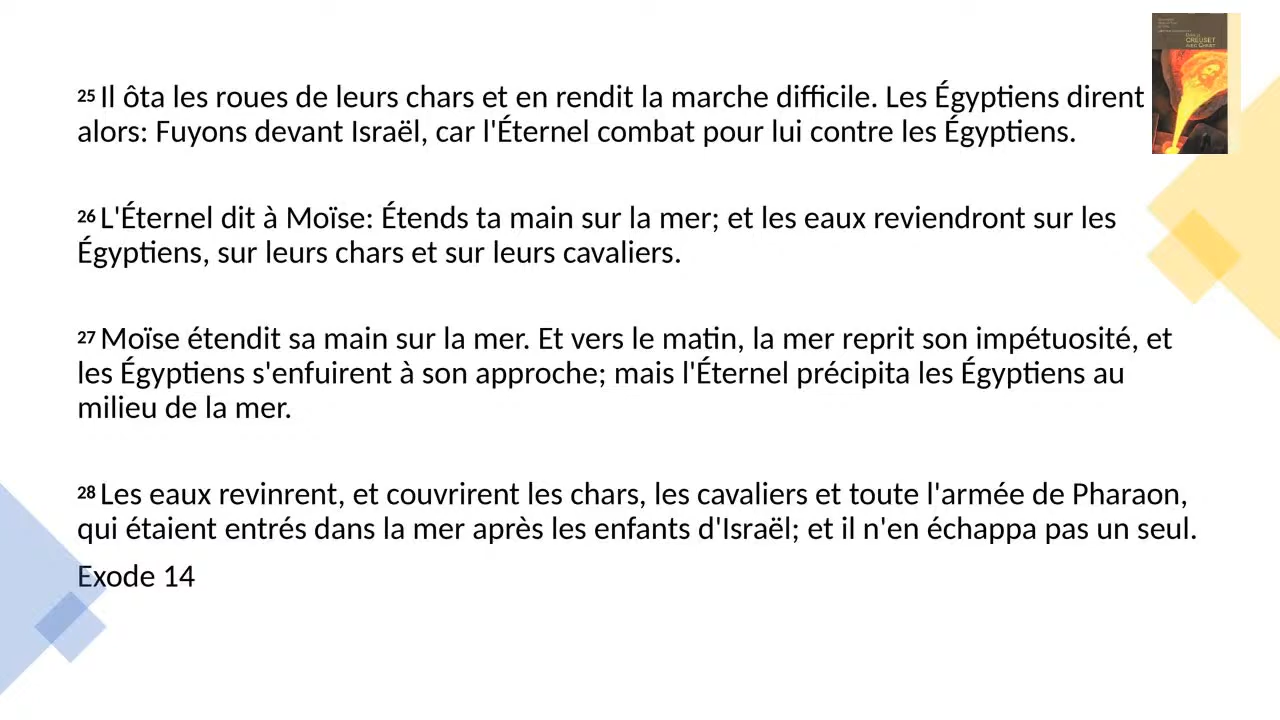 25 Il ôta les roues de leurs chars et en rendit la marche difficile. Les Égyptiens dirent
alors: Fuyons devant Israël, car l'Éternel combat pour lui contre les Égyptiens.
26 L'Éternel dit à Moïse: Étends ta main sur la mer; et les eaux reviendront sur les
Égyptiens, sur leurs chars et sur leurs cavaliers.
27 Moïse étendit sa main sur la mer. Et vers le matin, la mer reprit son impétuosité, et
les Égyptiens s'enfuirent à son approche; mais l'Éternel précipita les Égyptiens au
milieu de la mer.
28 Les eaux revinrent, et couvrirent les chars, les cavaliers et toute l'armée de Pharaon,
qui étaient entrés dans la mer après les enfants d'Israël; et il n'en échappa pas un seul.
Exode 14
CREUSET
AVEC CHRIST